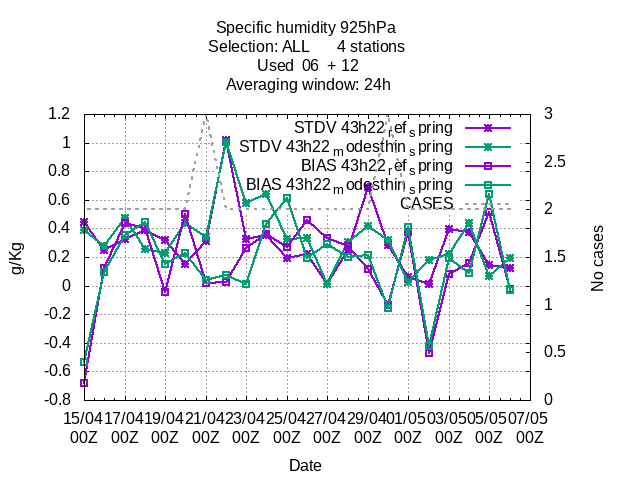 Specific humidity 925hPa
Selection: ALL 4 stations
Used 06 + 12
Averaging window: 24h
1.2 3
STDV 43h22refspring
1 STDV 43h22modesthinspring
2.5
0.8 BIAS 43h22refspring
BIAS 43h22modesthinspring
0.6 CASES 2
0.4
0.2 1.5
g/Kg No cases
0
1
-0.2
-0.4 0.5
-0.6
-0.8 0
15/04 17/04 19/04 21/04 23/04 25/04 27/04 29/04 01/05 03/05 05/05 07/05
00Z 00Z 00Z 00Z 00Z 00Z 00Z 00Z 00Z 00Z 00Z 00Z
Date